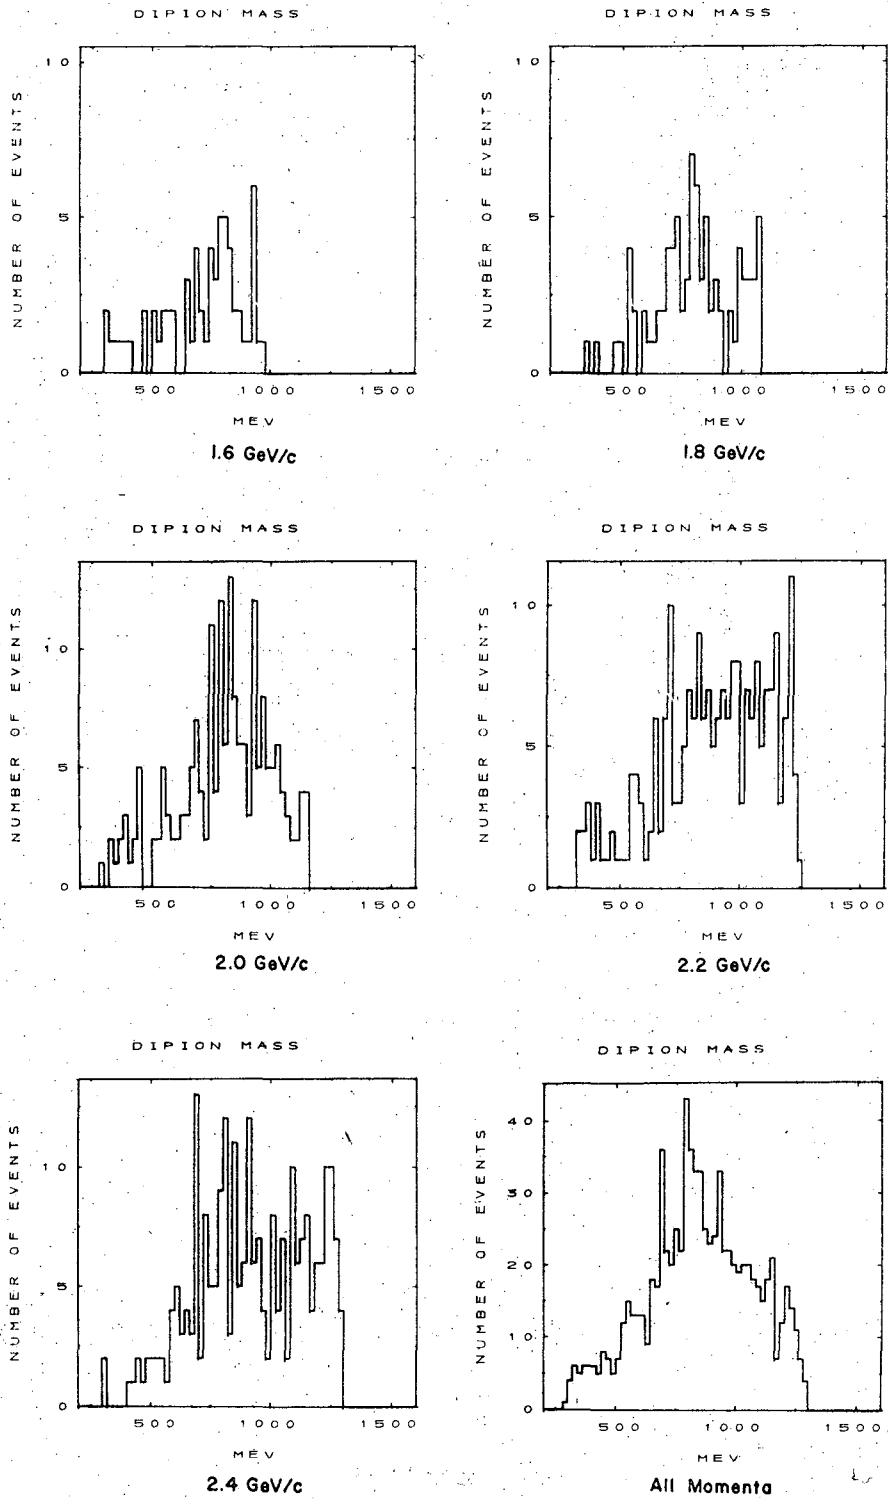 DIPION MASS
NUMBER OF EVENTS
10
5
0
500 1000 1500
MEV
1.6 GeV/c
DIPION MASS
NUMBER OF EVENTS
10
5
0
500 1000 1500
MEV
1.8 GeV/c
DIPION MASS
NUMBER OF EVENTS
10
5
0
500 1000 1500
MEV
2.0 GeV/c
DIPION MASS
NUMBER OF EVENTS
10
5
0
500 1000 1500
MEV
2.2 GeV/c
DIPION MASS
NUMBER OF EVENTS
10
5
0
500 1000 1500
MEV
2.4 GeV/c
DIPION MASS
NUMBER OF EVENTS
40
30
20
10
0
500 1000 1500
MEV
All Momenta